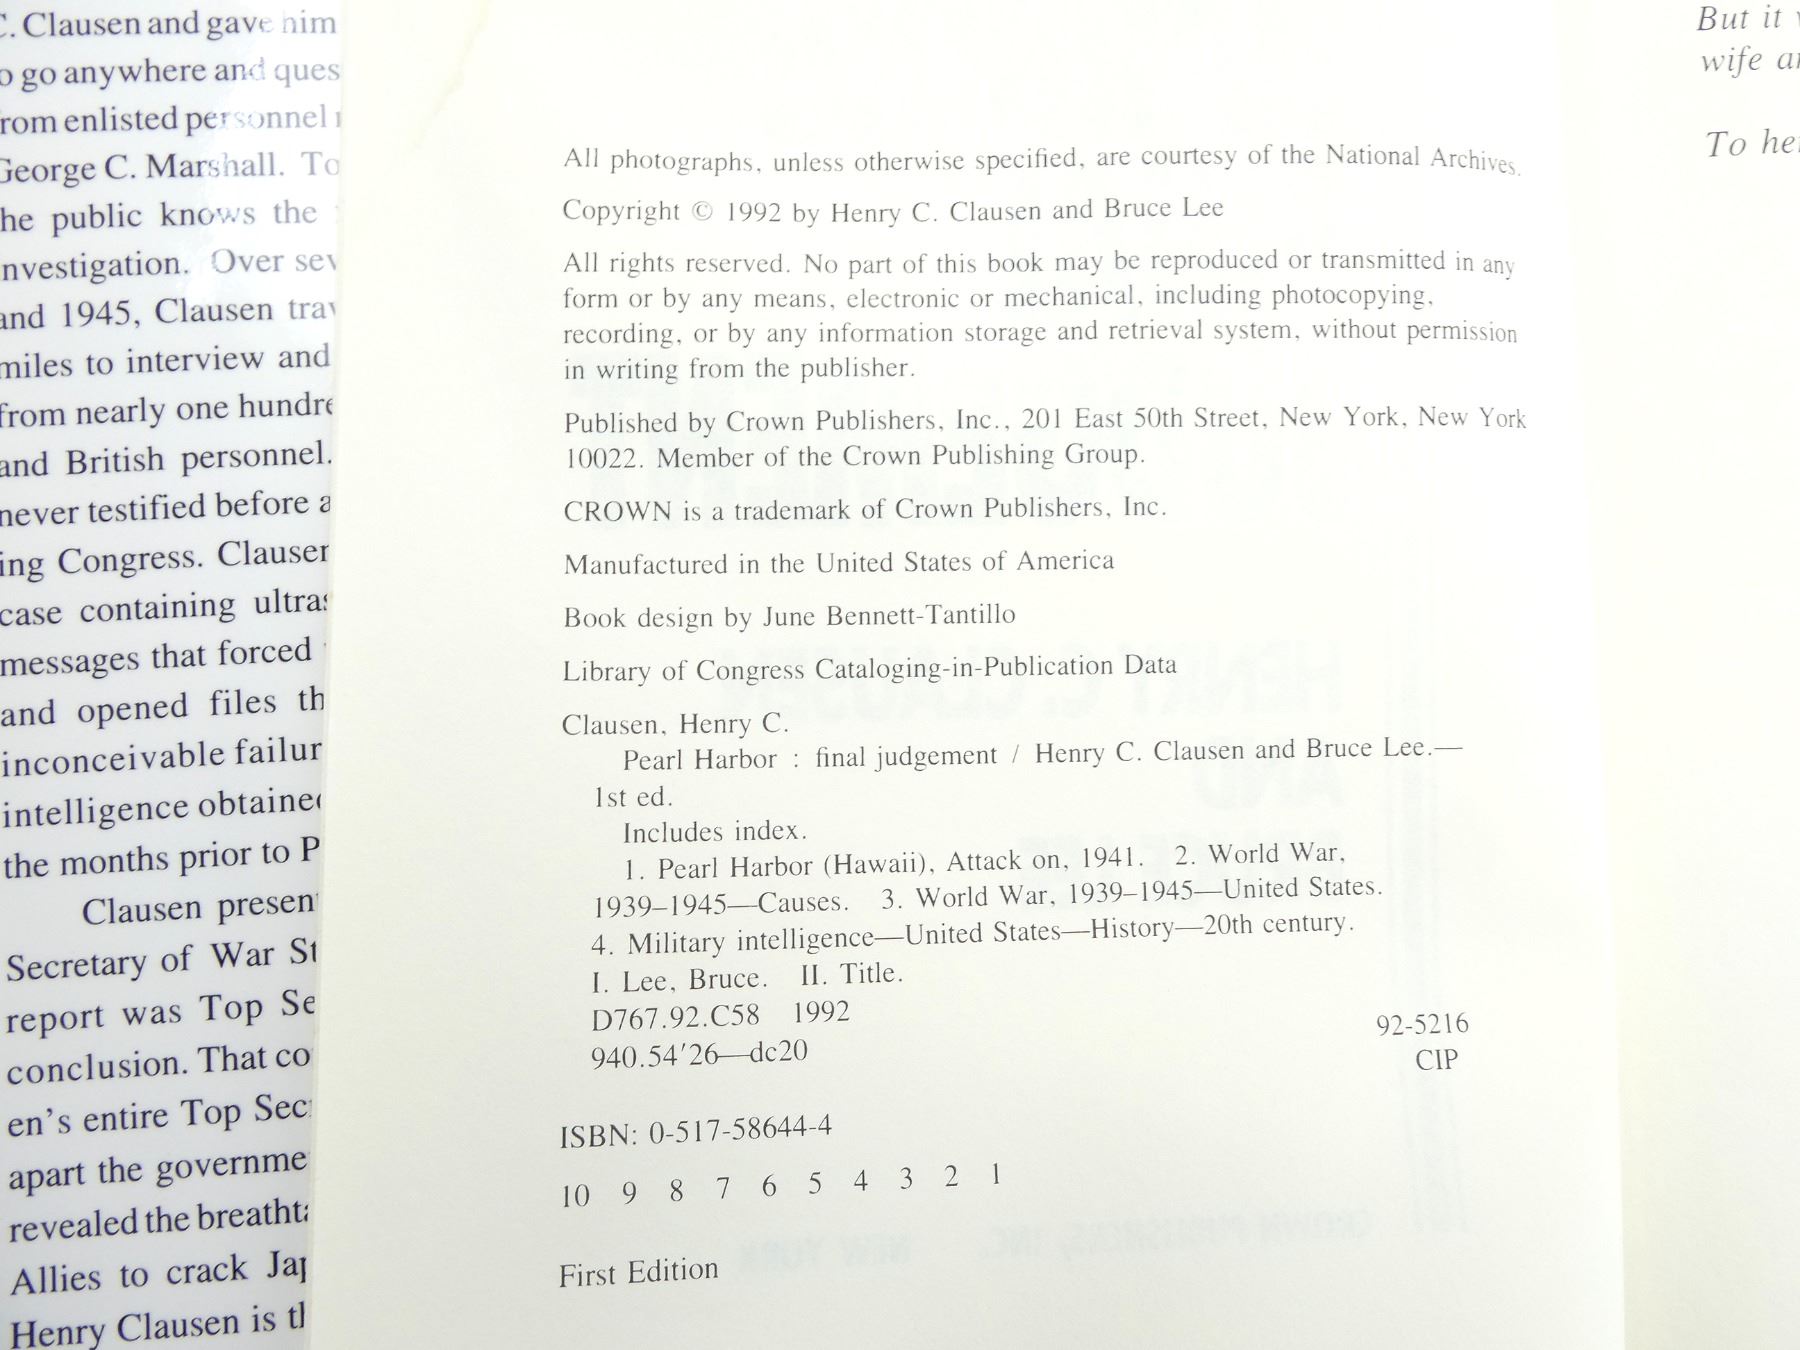 C. Clausen and gave him
to go anywhere and ques
from enlisted personnel
George C. Marshall. To
the public knows the
investigation. Over sev
and 1945, Clausen trav
miles to interview and
from nearly one hundre
and British personnel.
never testified before a
ing Congress. Clausen
case containing ultras
messages that forced
and opened files th
inconceivable failur
intelligence obtained
the months prior to P
Clausen presen
Secretary of War St
report was Top Se
conclusion. That co
en's entire Top Sec
apart the governme
revealed the breathta
Allies to crack Jap
Henry Clausen is th
All photographs, unless otherwise specified, are courtesy of the National Archives.
Copyright © 1992 by Henry C. Clausen and Bruce Lee
All rights reserved. No part of this book may be reproduced or transmitted in any
form or by any means, electronic or mechanical, including photocopying,
recording, or by any information storage and retrieval system, without permission
in writing from the publisher.
Published by Crown Publishers, Inc., 201 East 50th Street, New York, New York
10022. Member of the Crown Publishing Group.
CROWN is a trademark of Crown Publishers, Inc.
Manufactured in the United States of America
Book design by June Bennett-Tantillo
Library of Congress Cataloging-in-Publication Data
Clausen, Henry C.
Pearl Harbor : final judgement / Henry C. Clausen and Bruce Lee.—
1st ed.
Includes index.
1. Pearl Harbor (Hawaii), Attack on, 1941. 2. World War,
1939–1945—Causes. 3. World War, 1939–1945—United States.
4. Military intelligence—United States—History—20th century.
I. Lee, Bruce. II. Title.
D767.92.C58 1992
92-5216
940.54'26—dc20
CIP
ISBN: 0-517-58644-4
10 9 8 7 6 5 4 3 2 1
First Edition
But it
wife
To her